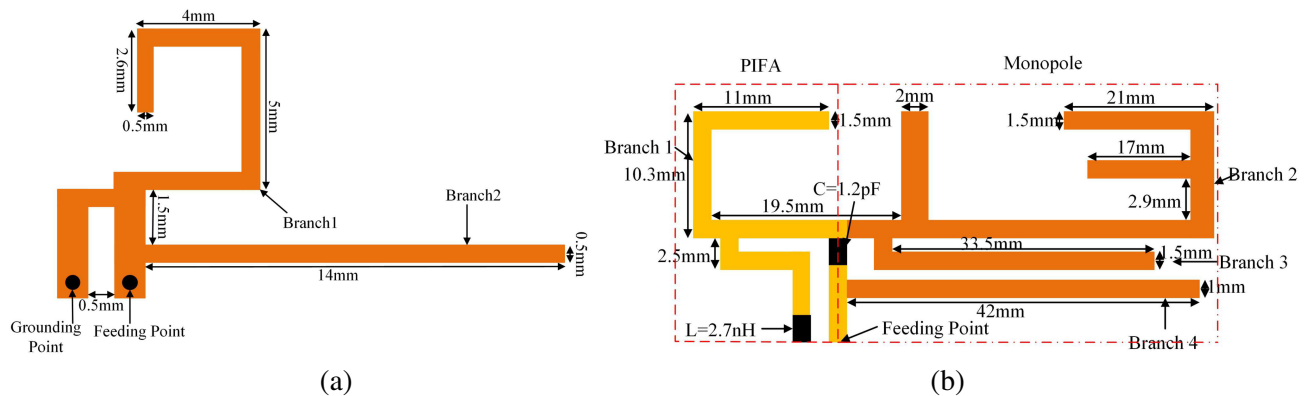 4mm
2.6mm
5mm
0.5mm
Branch1
Branch2
1.5mm
0.5mm
14mm
0.5mm
Grounding
Point
Feeding Point
(a)
PIFA
Monopole
11mm
2mm
21mm
1.5mm
1.5mm
Branch 1
10.3mm
17mm
C=1.2pF
Branch 2
19.5mm
2.9mm
33.5mm
2.5mm
1.5mm
Branch 3
1mm
42mm
L=2.7nH
Feeding Point
Branch 4
(b)